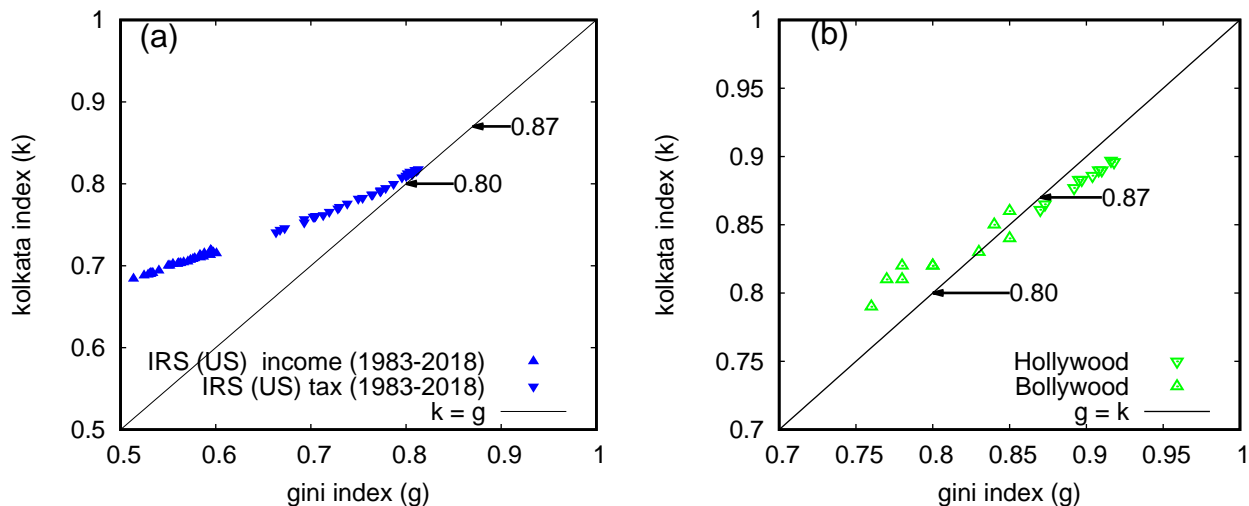 (a)
1
0.9
0.8
0.7
0.6
0.5
kolkata index (k)
0.87
0.80
IRS (US)  income (1983-2018)
IRS (US) tax (1983-2018)
k = g
0.5 0.6 0.7 0.8 0.9 1
gini index (g)
(b)
1
0.95
0.9
0.85
0.8
0.75
0.7
kolkata index (k)
0.87
0.80
Hollywood
Bollywood
g = k
0.7 0.75 0.8 0.85 0.9 0.95 1
gini index (g)